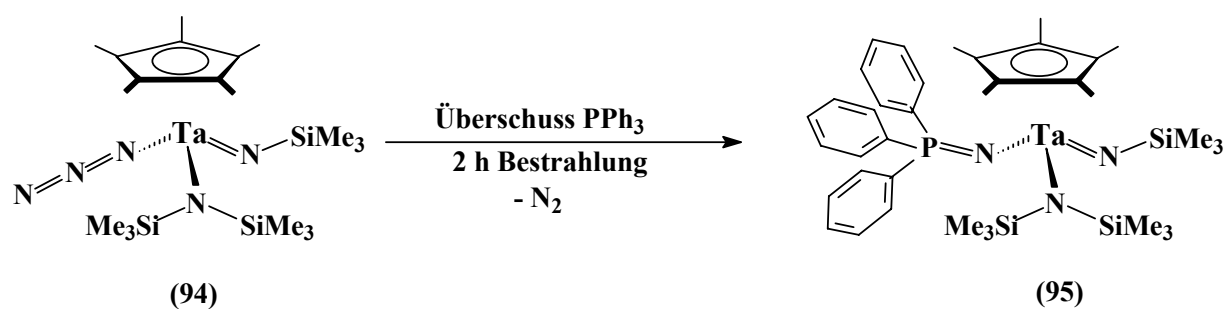 Ta
N
SiMe3
N
N
N
N
Me3Si
SiMe3
(94)
Überschuss PPh3
2 h Bestrahlung
- N2
P
N
Ta
N
SiMe3
N
Me3Si
SiMe3
(95)